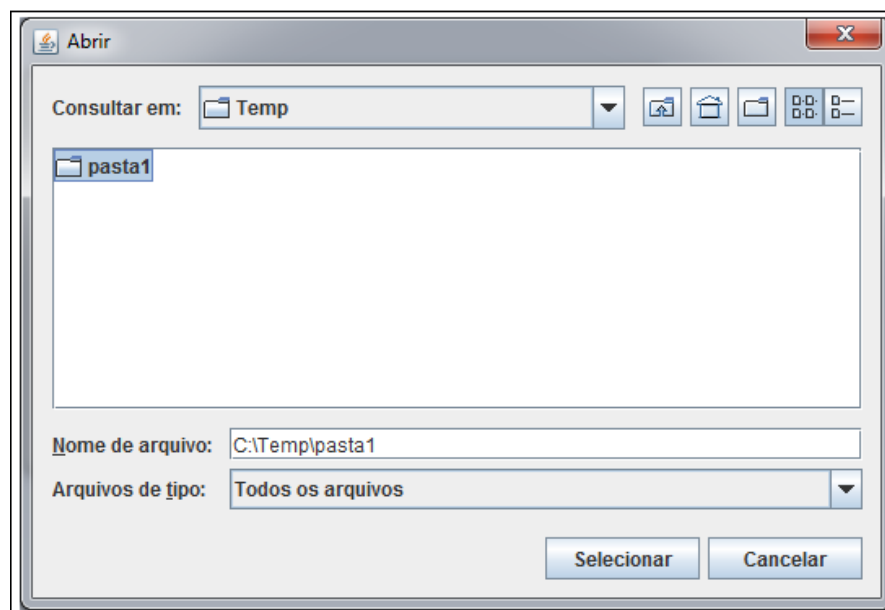 Abrir
Consultar em: Temp
pasta1
Nome de arquivo: C:\Temp\pasta1
Arquivos de tipo: Todos os arquivos
Selecionar Cancelar